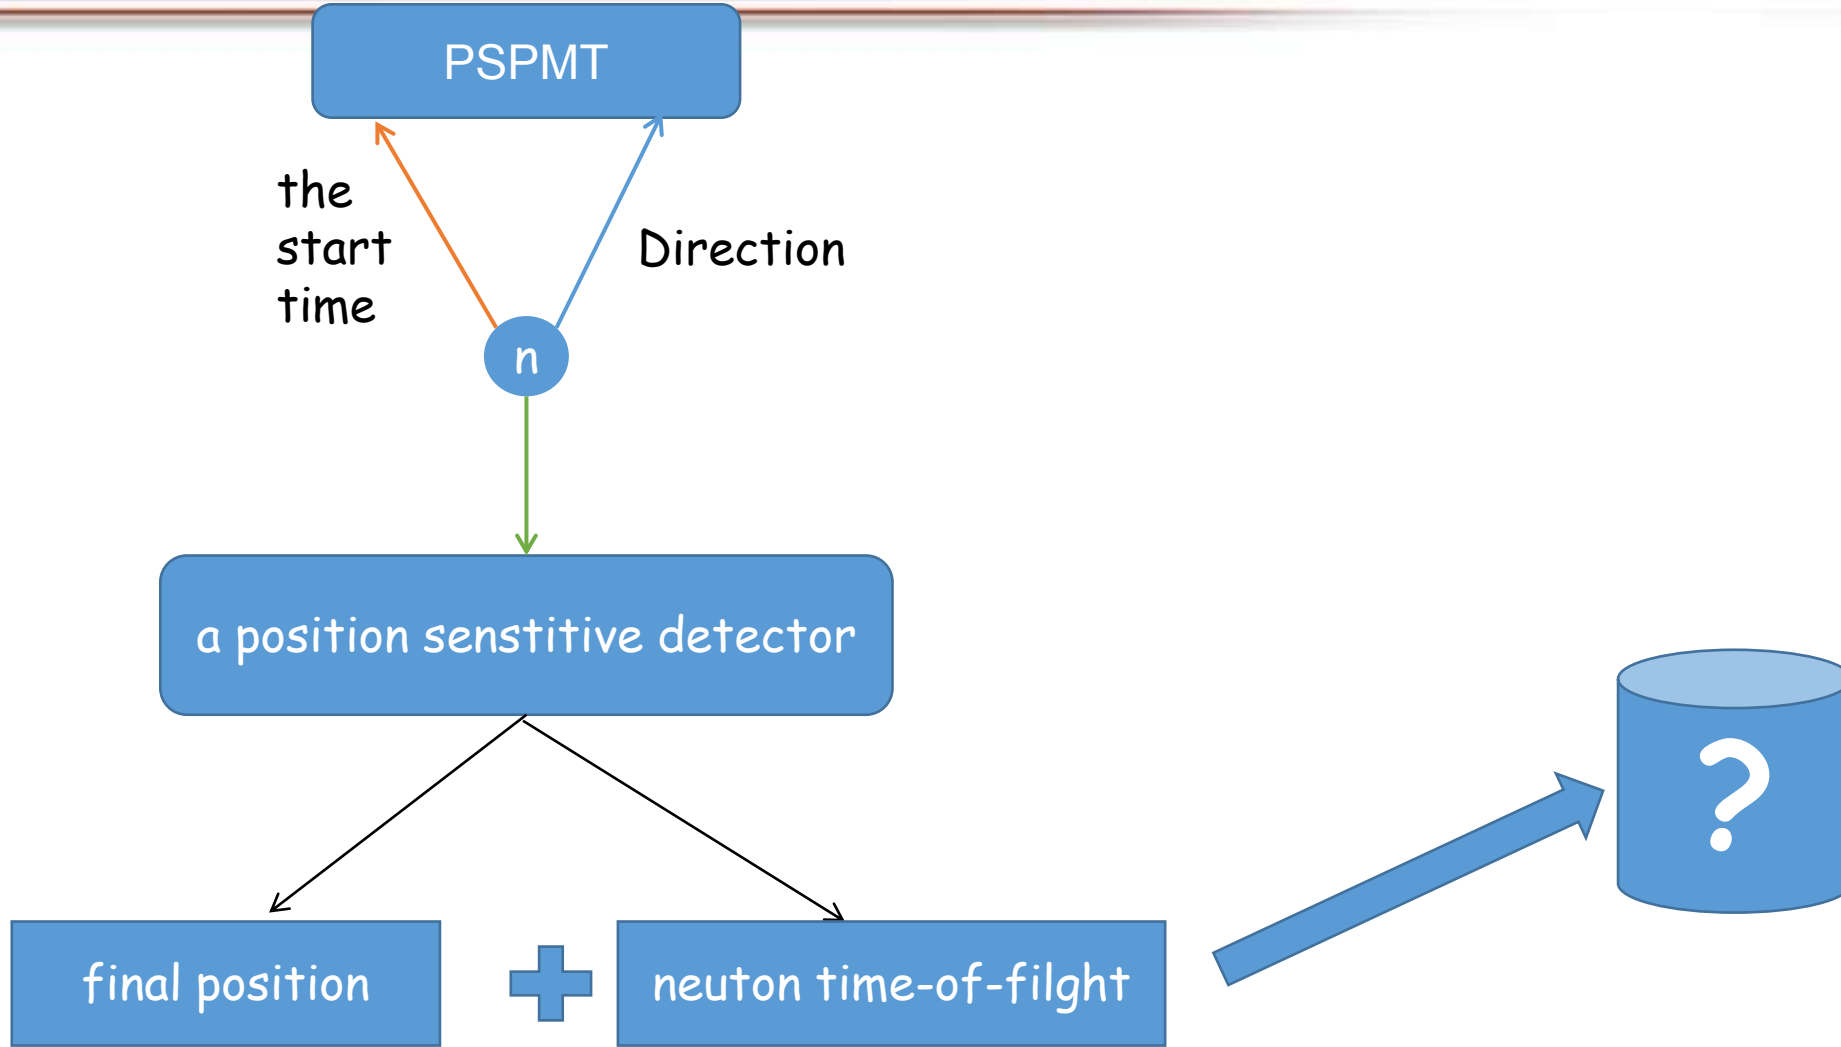 PSPMT
the
start
time
Direction
n
a position senstitive detector
?
final position
neuton time-of-filght